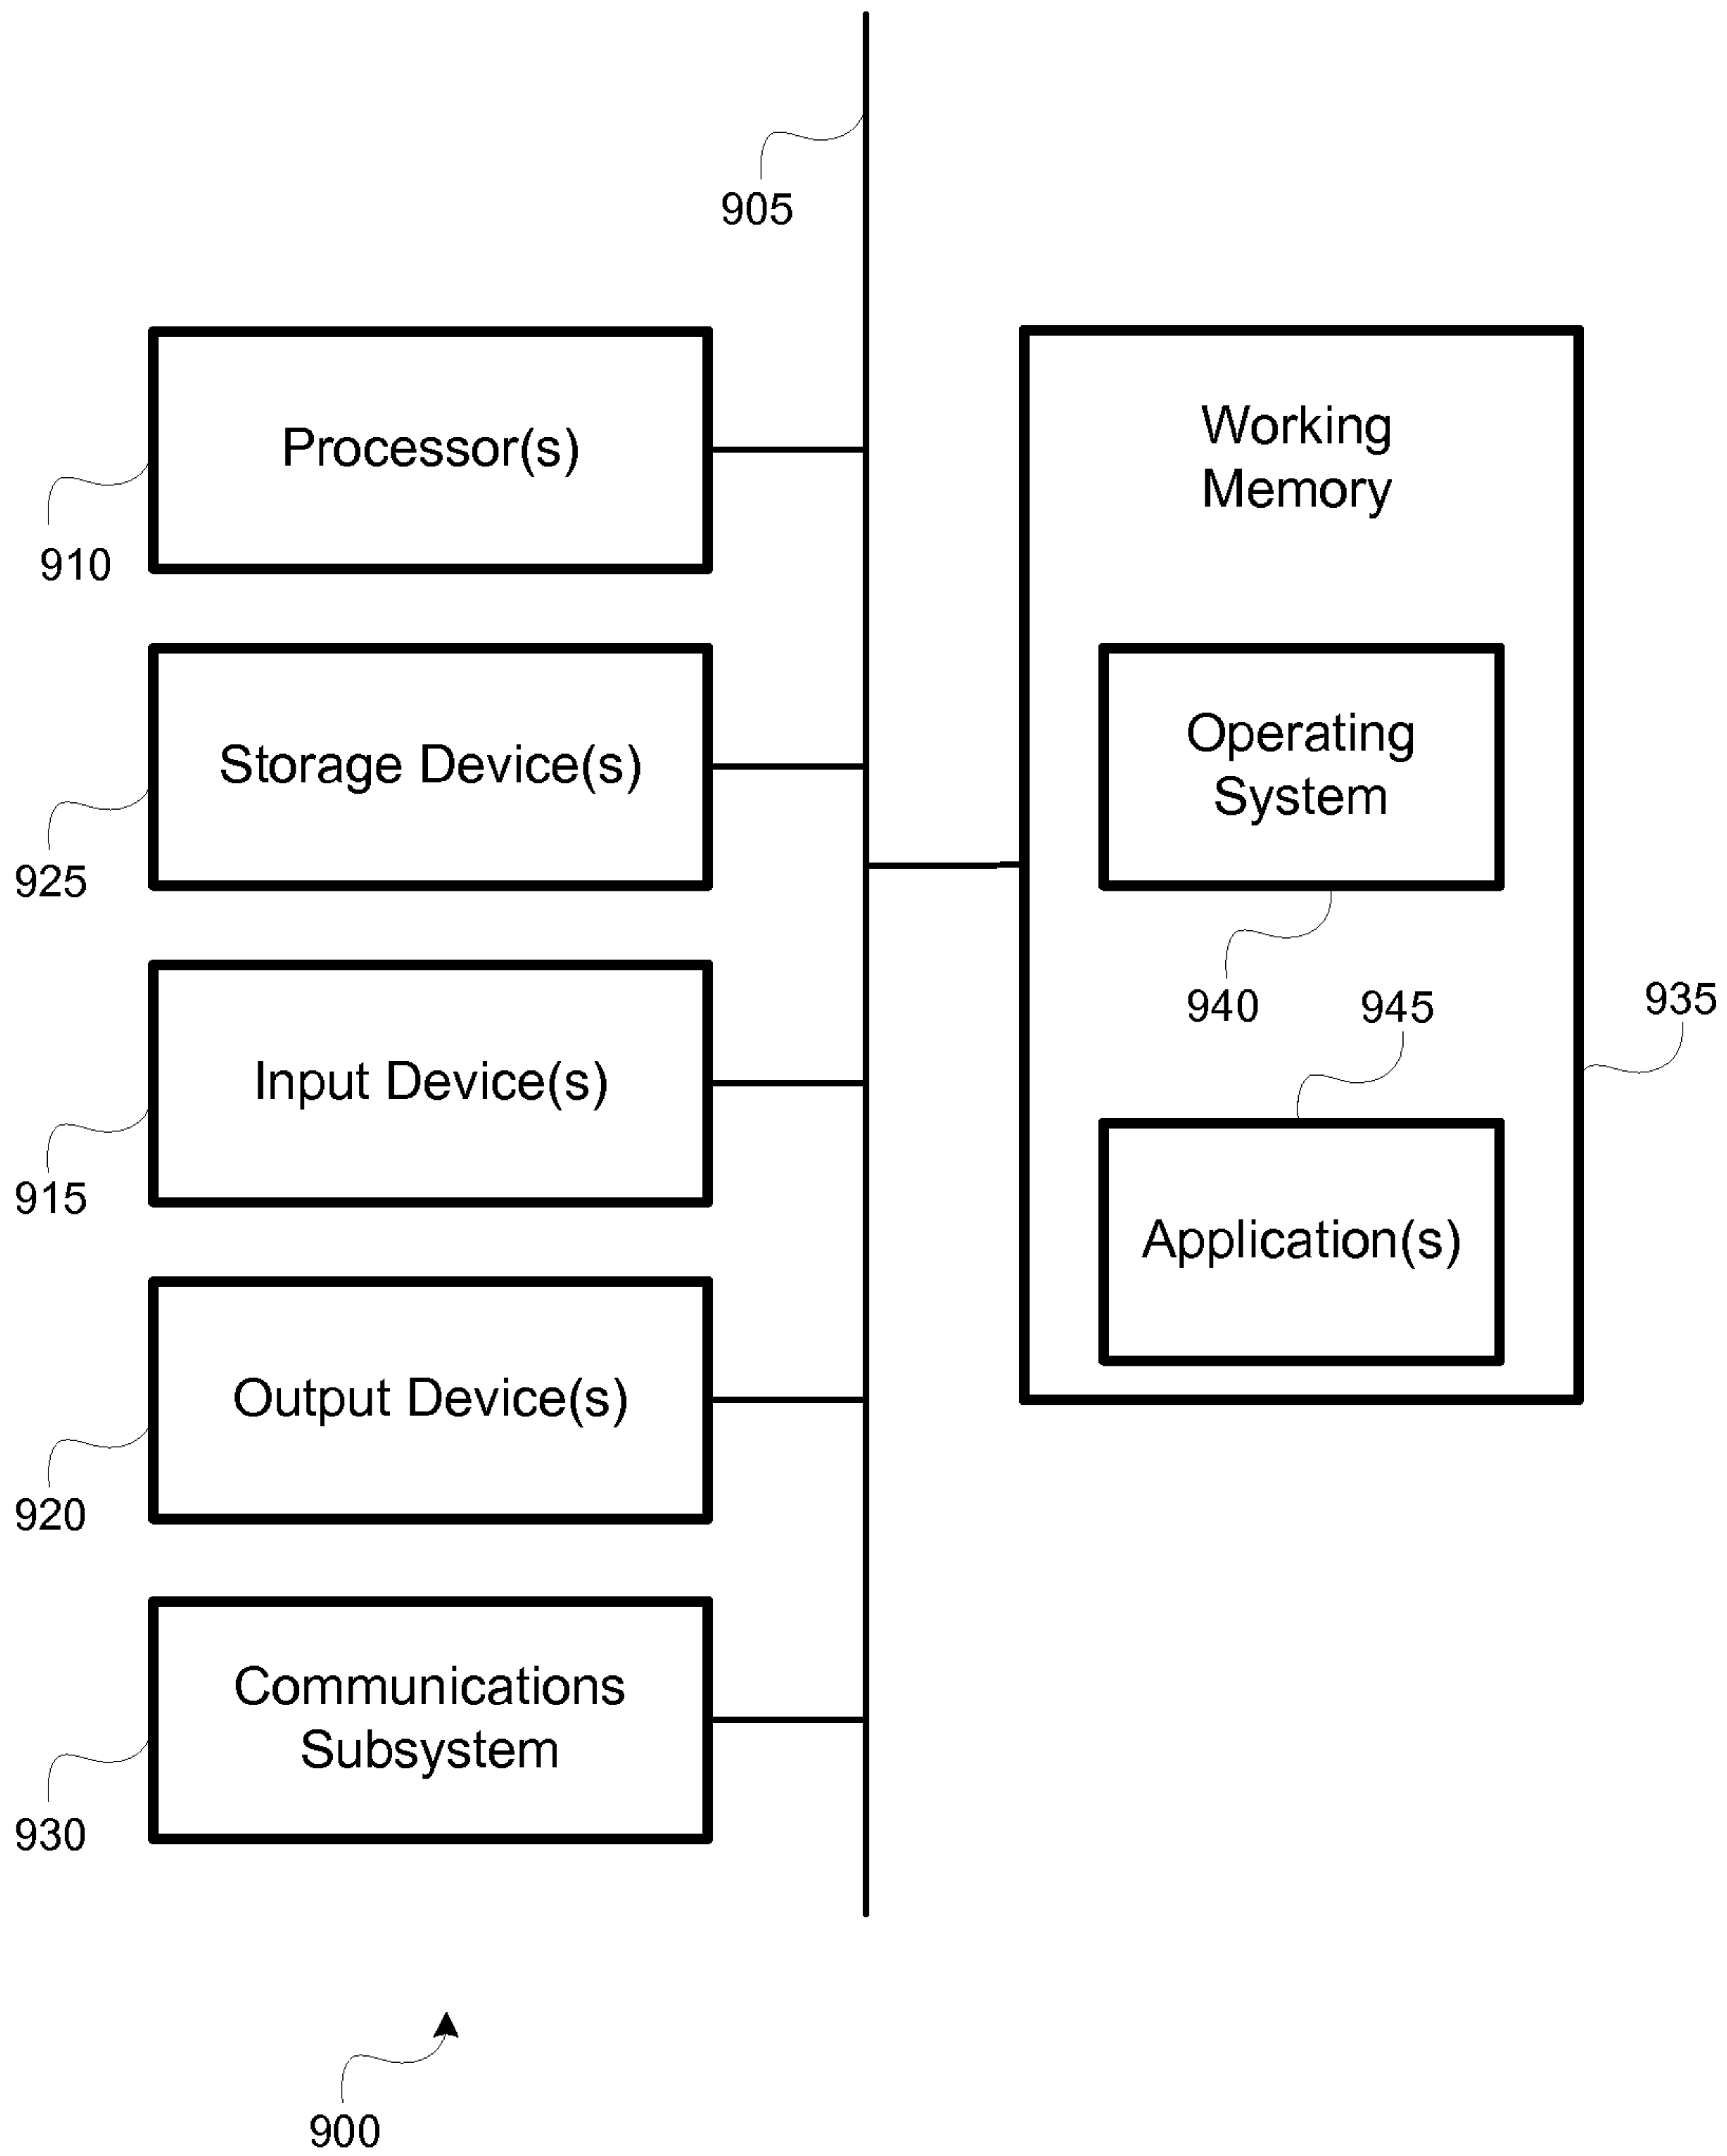 905
Processor(s)
910
Storage Device(s)
925
Input Device(s)
915
Output Device(s)
920
Communications
Subsystem
930
Working
Memory
Operating
System
940
945
935
Application(s)
900